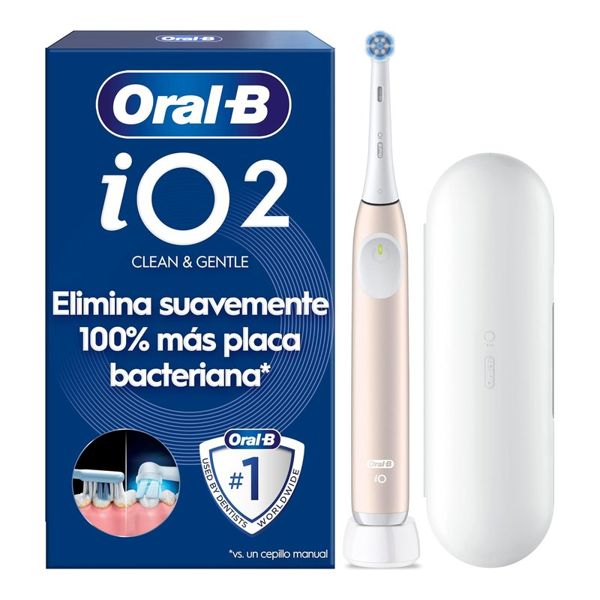 Oral-B
iO2
CLEAN & GENTLE
Elimina suavemente
100% más placa
bacteriana*
Oral-B
#1
USED BY DENTISTS
WORLDWIDE
*vs. un cepillo manual
Oral-B
iO
Oral-B
iO